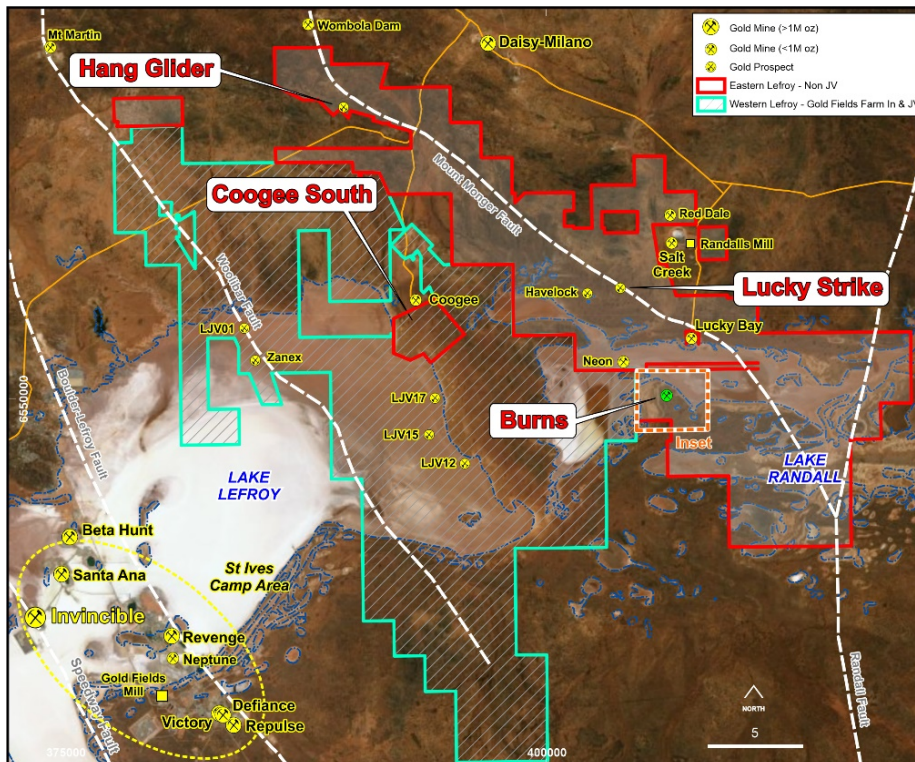 Mt Martin
Wombola Dam
Daisy-Milano
Gold Mine (>1M oz)
Gold Mine (<1M oz)
Gold Prospect
Eastern Lefroy - Non JV
Western Lefroy - Gold Fields Farm In & JV
Hang Glider
Mount Monger Fault
Coogee South
Red Dale
Randalls Mill
Salt
Creek
Woolibar Fault
Coogee
Havelock
Lucky Strike
LJV01
Lucky Bay
Zanex
Neon
6550000
Boulder-Lefroy Fault
LJV17
Burns
LJV15
Inset
LJV12
LAKE
LEFROY
LAKE
RANDALL
Beta Hunt
Santa Ana
St Ives
Camp Area
Invincible
Revenge
Neptune
Gold Fields
Mill
Speedway Fault
Randall Fault
Defiance
Victory
Repulse
NORTH
5
375000
400000